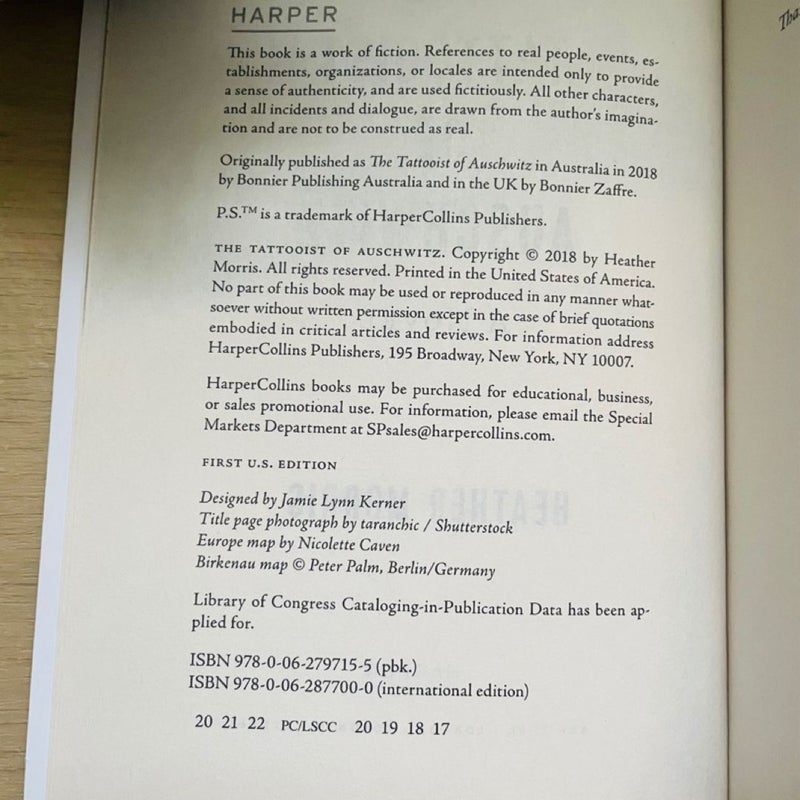 HARPER
This book is a work of fiction. References to real people, events, es-
tablishments, organizations, or locales are intended only to provide
a sense of authenticity, and are used fictitiously. All other characters,
and all incidents and dialogue, are drawn from the author's imagina-
tion and are not to be construed as real.
Originally published as The Tattooist of Auschwitz in Australia in 2018
by Bonnier Publishing Australia and in the UK by Bonnier Zaffre.
P.S.™ is a trademark of HarperCollins Publishers.
THE TATTOOIST OF AUSCHWITZ. Copyright © 2018 by Heather
Morris. All rights reserved. Printed in the United States of America.
No part of this book may be used or reproduced in any manner what-
soever without written permission except in the case of brief quotations
embodied in critical articles and reviews. For information address
HarperCollins Publishers, 195 Broadway, New York, NY 10007.
HarperCollins books may be purchased for educational, business,
or sales promotional use. For information, please email the Special
Markets Department at SPsales@harpercollins.com.
FIRST U.S. EDITION
Designed by Jamie Lynn Kerner
Title page photograph by taranchic / Shutterstock
Europe map by Nicolette Caven
Birkenau map © Peter Palm, Berlin/Germany
Library of Congress Cataloging-in-Publication Data has been ap-
plied for.
ISBN 978-0-06-279715-5 (pbk.)
ISBN 978-0-06-287700-0 (international edition)
20 21 22 PC/LSCC 20 19 18 17